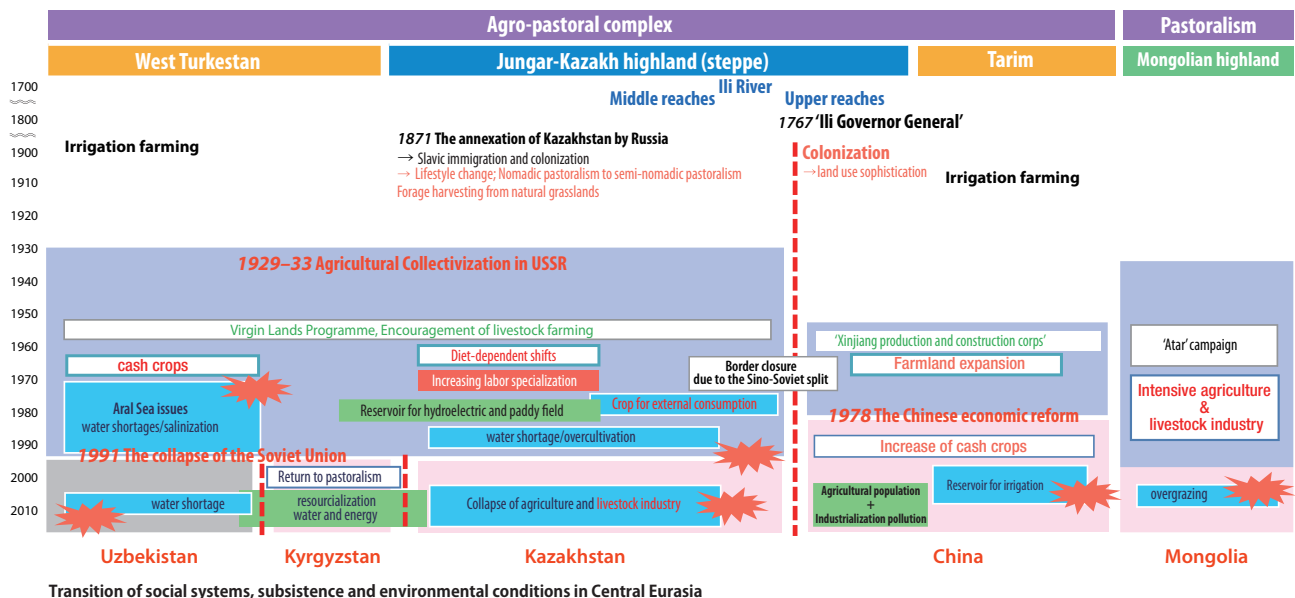 Agro-pastoral complex
Pastoralism
West Turkestan
Jungar-Kazakh highland (steppe)
Tarim
Mongolian highland
1700
1800
1900
1910
1920
1930
1940
1950
1960
1970
1980
1990
2000
2010
Ili River
Middle reaches
Upper reaches
1767 ‘Ili Governor General’
Irrigation farming
1871 The annexation of Kazakhstan by Russia
→ Slavic immigration and colonization
→ Lifestyle change; Nomadic pastoralism to semi-nomadic pastoralism
Forage harvesting from natural grasslands
Colonization
→ land use sophistication
Irrigation farming
1929–33 Agricultural Collectivization in USSR
Virgin Lands Programme, Encouragement of livestock farming
cash crops
Diet-dependent shifts
Increasing labor specialization
Border closure
due to the Sino-Soviet split
Aral Sea issues
water shortages/salinization
Reservoir for hydroelectric and paddy field
Crop for external consumption
water shortage/overcultivation
‘Xinjiang production and construction corps’
Farmland expansion
‘Atar’ campaign
Intensive agriculture
&
livestock industry
1978 The Chinese economic reform
Increase of cash crops
1991 The collapse of the Soviet Union
Return to pastoralism
water shortage
resourcialization
water and energy
Collapse of agriculture and livestock industry
Agricultural population
+
Industrialization pollution
Reservoir for irrigation
overgrazing
Uzbekistan
Kyrgyzstan
Kazakhstan
China
Mongolia
Transition of social systems, subsistence and environmental conditions in Central Eurasia